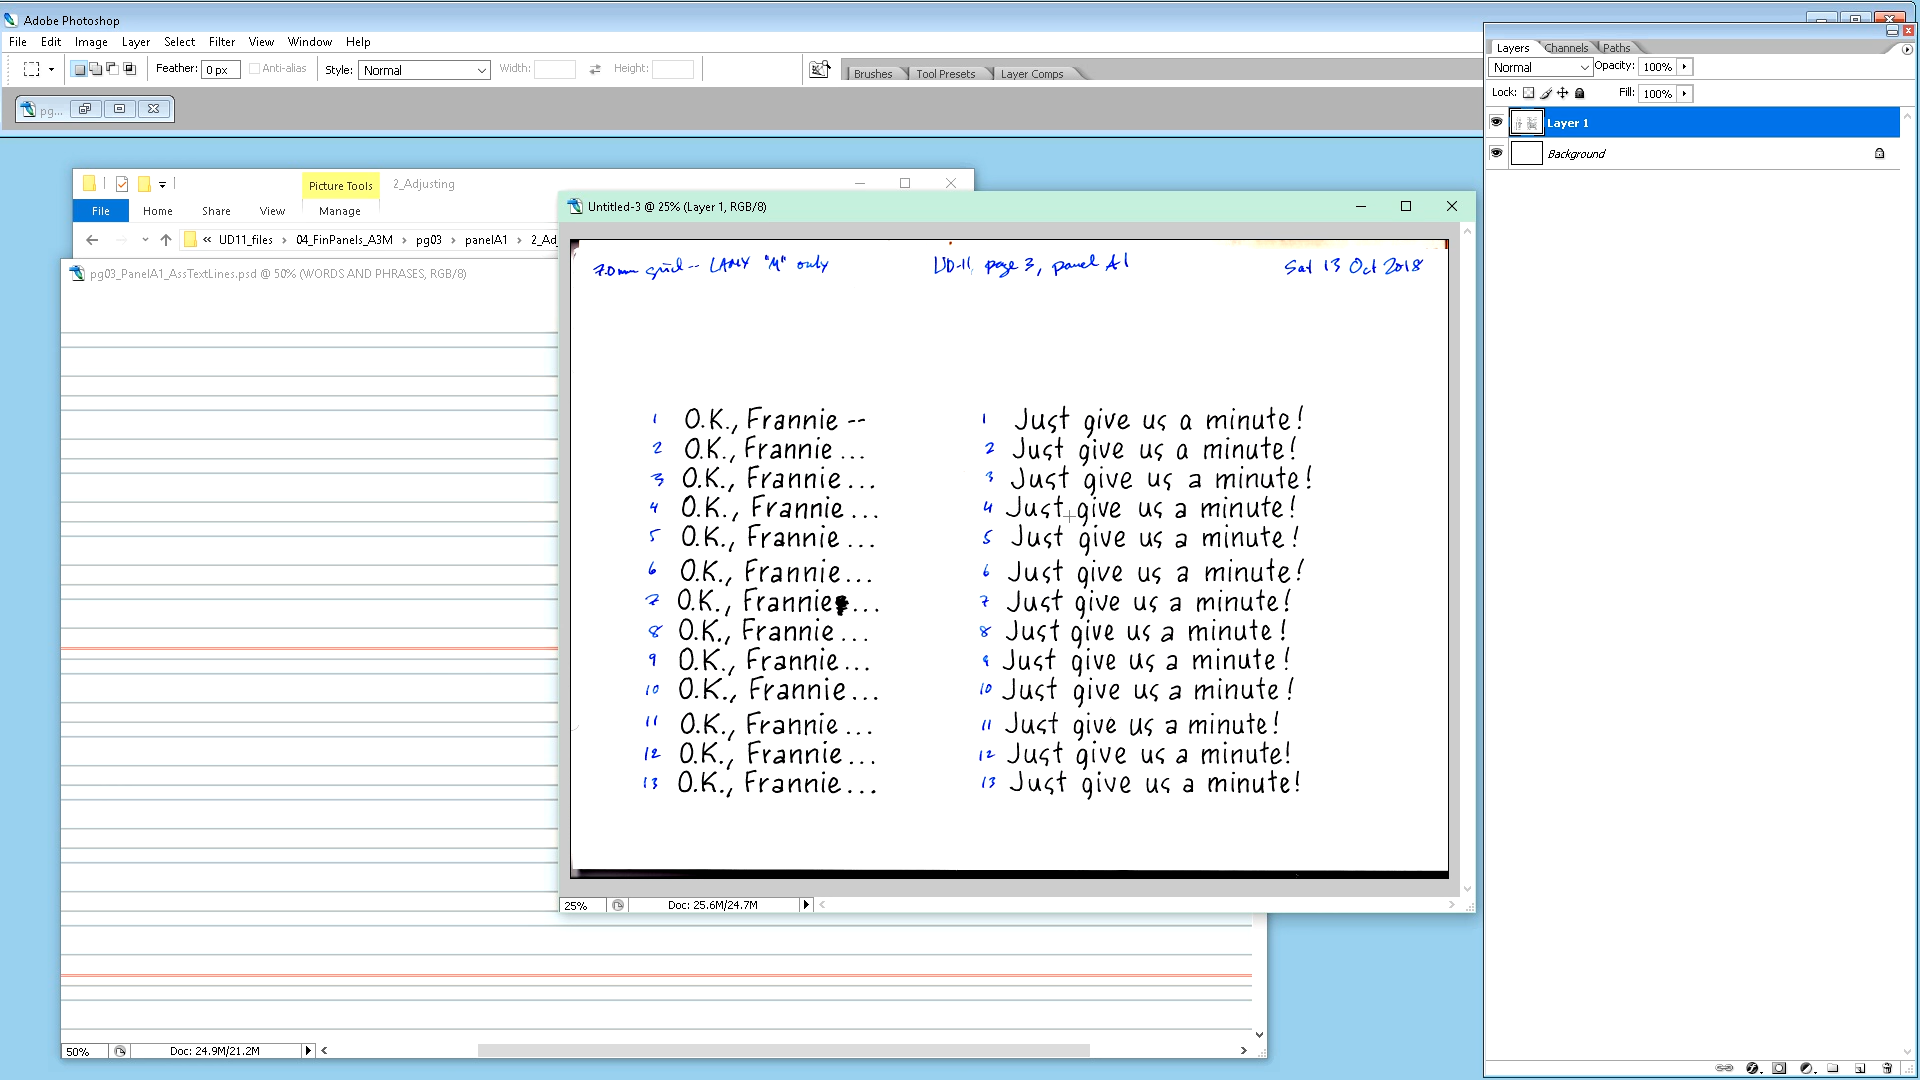 Adobe Photoshop
File Edit Image Layer Select Filter View Window Help
Feather: 0 px Anti-alias Style: Normal Width: Height: Brushes Tool Presets Layer Comps
pg...
Layers Channels Paths
Normal Opacity: 100%
Lock: Fill: 100%
Layer 1
Background
Picture Tools 2_Adjusting
File Home Share View Manage
« UD11_files › 04_FinPanels_A3M › pg03 › panelA1 › 2_Ad
pg03_PanelA1_AssTextLines.psd @ 50% (WORDS AND PHRASES, RGB/8)
Untitled-3 @ 25% (Layer 1, RGB/8)
7.0 mm grid -- LAMY "M" only UD-11, page 3, panel A1 Sat 13 Oct 2018
1 O.K., Frannie -- 1 Just give us a minute!
2 O.K., Frannie ... 2 Just give us a minute!
3 O.K., Frannie ... 3 Just give us a minute!
4 O.K., Frannie ... 4 Just give us a minute!
5 O.K., Frannie ... 5 Just give us a minute!
6 O.K., Frannie ... 6 Just give us a minute!
7 O.K., Frannie ... 7 Just give us a minute!
8 O.K., Frannie ... 8 Just give us a minute!
9 O.K., Frannie ... 9 Just give us a minute!
10 O.K., Frannie ... 10 Just give us a minute!
11 O.K., Frannie ... 11 Just give us a minute!
12 O.K., Frannie ... 12 Just give us a minute!
13 O.K., Frannie ... 13 Just give us a minute!
25% Doc: 25.6M/24.7M
50% Doc: 24.9M/21.2M